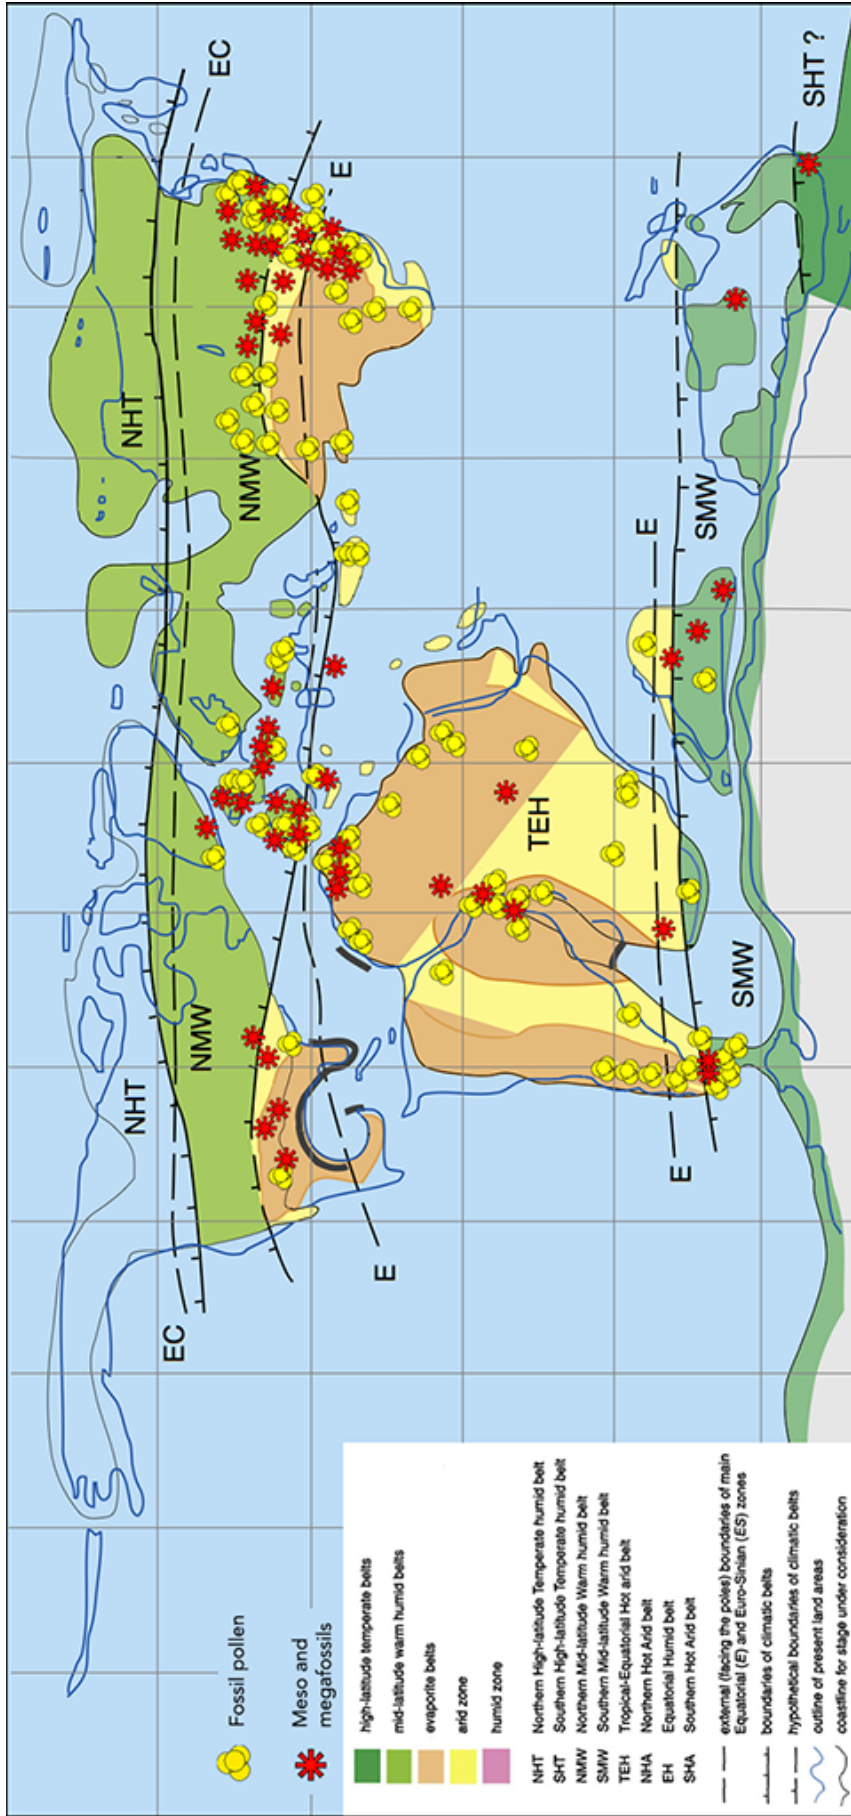 EC
EC
E
E
E
E
SHT ?
NHT
NHT
NMW
NMW
SMW
SMW
TEH
Fossil pollen
Meso and
megafossils
high-latitude temperate belts
mid-latitude warm humid belts
evaporite belts
arid zone
humid zone
NHT Northern High-latitude Temperate humid belt
SHT Southern High-latitude Temperate humid belt
NMW Northern Mid-latitude Warm humid belt
SMW Southern Mid-latitude Warm humid belt
TEH Tropical-Equatorial Hot arid belt
NHA Northern Hot Arid belt
EH Equatorial Humid belt
SHA Southern Hot Arid belt
external (facing the poles) boundaries of main
Equatorial (E) and Euro-Sinian (ES) zones
boundaries of climatic belts
hypothetical boundaries of climatic belts
outline of present land areas
coastline for stage under consideration